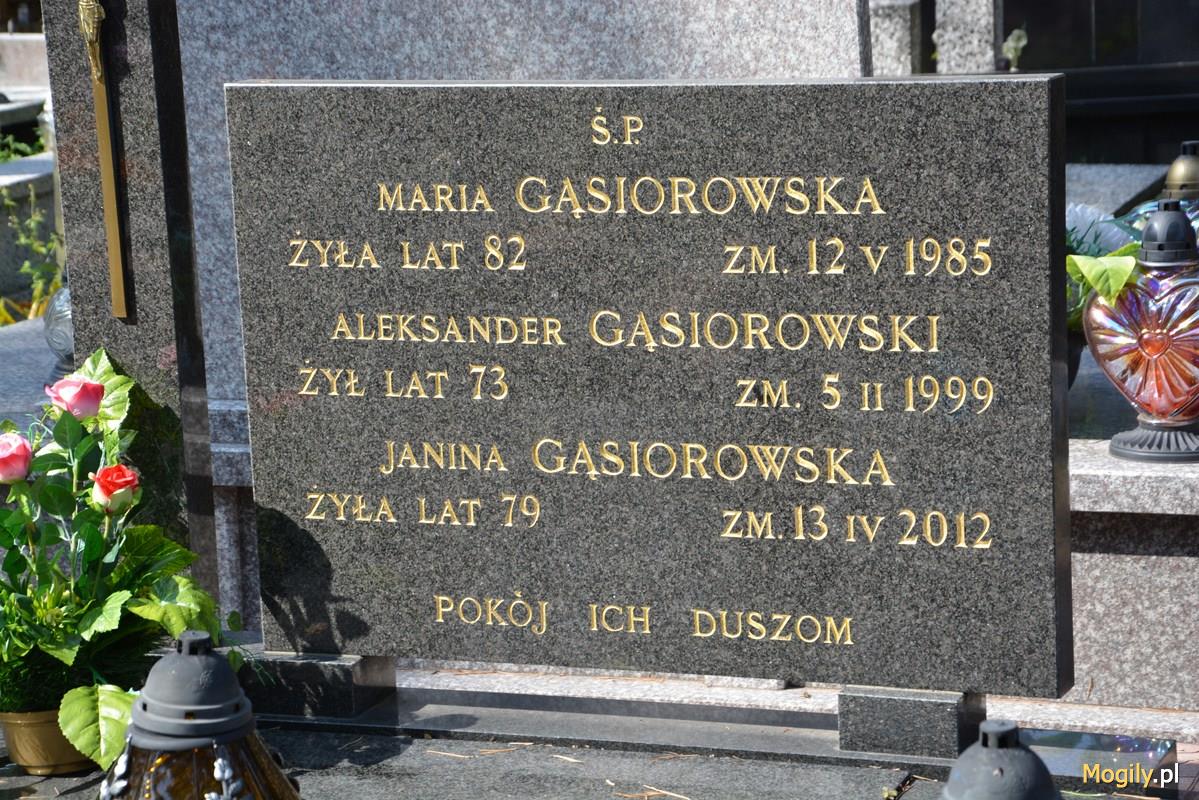 Ś.P.
MARIA GĄSIOROWSKA
ŻYŁA LAT 82 ZM. 12 V 1985
ALEKSANDER GĄSIOROWSKI
ŻYŁ LAT 73 ZM. 5 II 1999
JANINA GĄSIOROWSKA
ŻYŁA LAT 79 ZM. 13 IV 2012
POKÓJ ICH DUSZOM
Mogily.pl